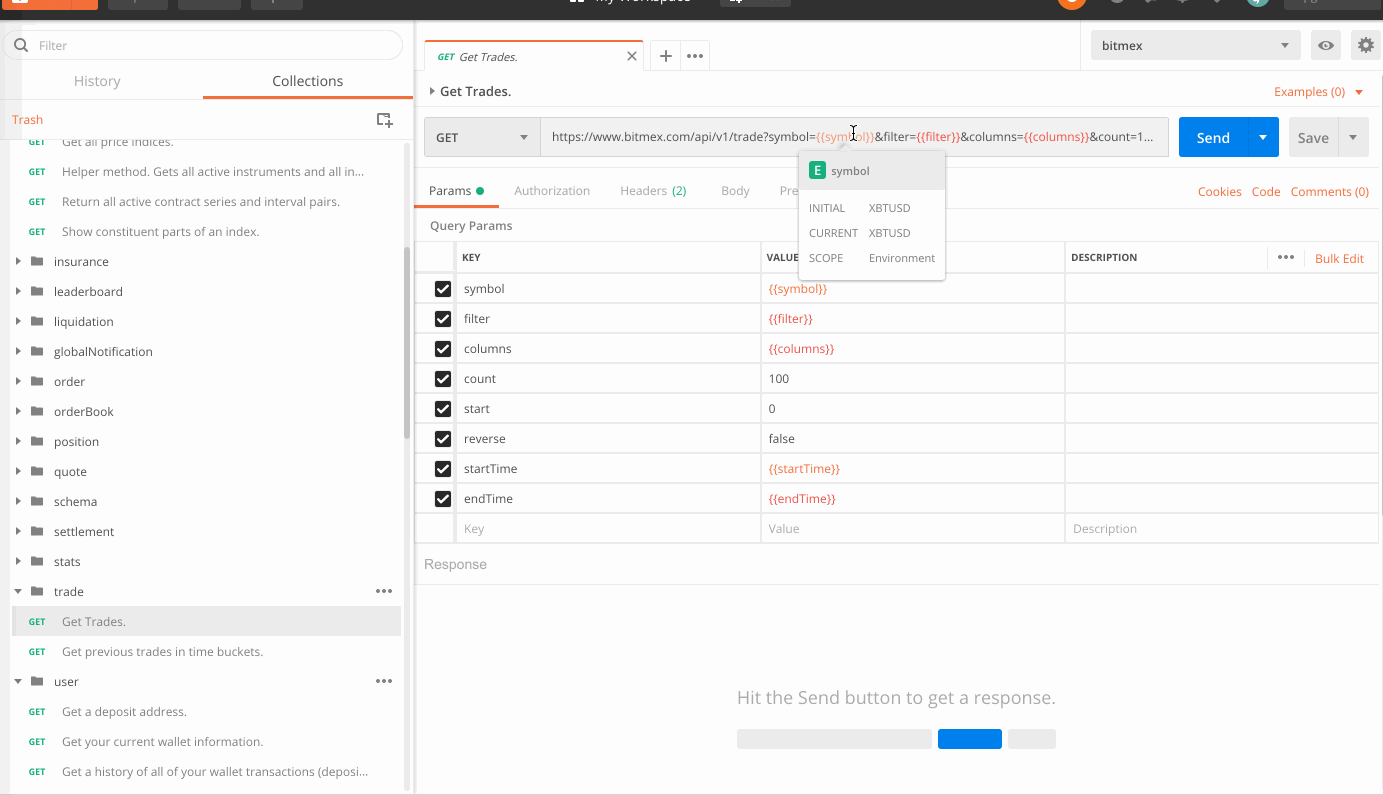 My Workspace
Filter
History
Collections
Trash
Get all price indices.
GET Helper method. Gets all active instruments and all in...
GET Return all active contract series and interval pairs.
GET Show constituent parts of an index.
insurance
leaderboard
liquidation
globalNotification
order
orderBook
position
quote
schema
settlement
stats
trade
GET Get Trades.
GET Get previous trades in time buckets.
user
GET Get a deposit address.
GET Get your current wallet information.
GET Get a history of all of your wallet transactions (deposi...
GET Get Trades.
bitmex
Get Trades.
Examples (0)
GET
https://www.bitmex.com/api/v1/trade?symbol={{symbol}}&filter={{filter}}&columns={{columns}}&count=1...
Send
Save
E symbol
INITIAL XBTUSD
CURRENT XBTUSD
SCOPE Environment
Params
Authorization
Headers (2)
Body
Pre
Cookies
Code
Comments (0)
Query Params
KEY VALUE DESCRIPTION
Bulk Edit
symbol {{symbol}}
filter {{filter}}
columns {{columns}}
count 100
start 0
reverse false
startTime {{startTime}}
endTime {{endTime}}
Key Value Description
Response
Hit the Send button to get a response.